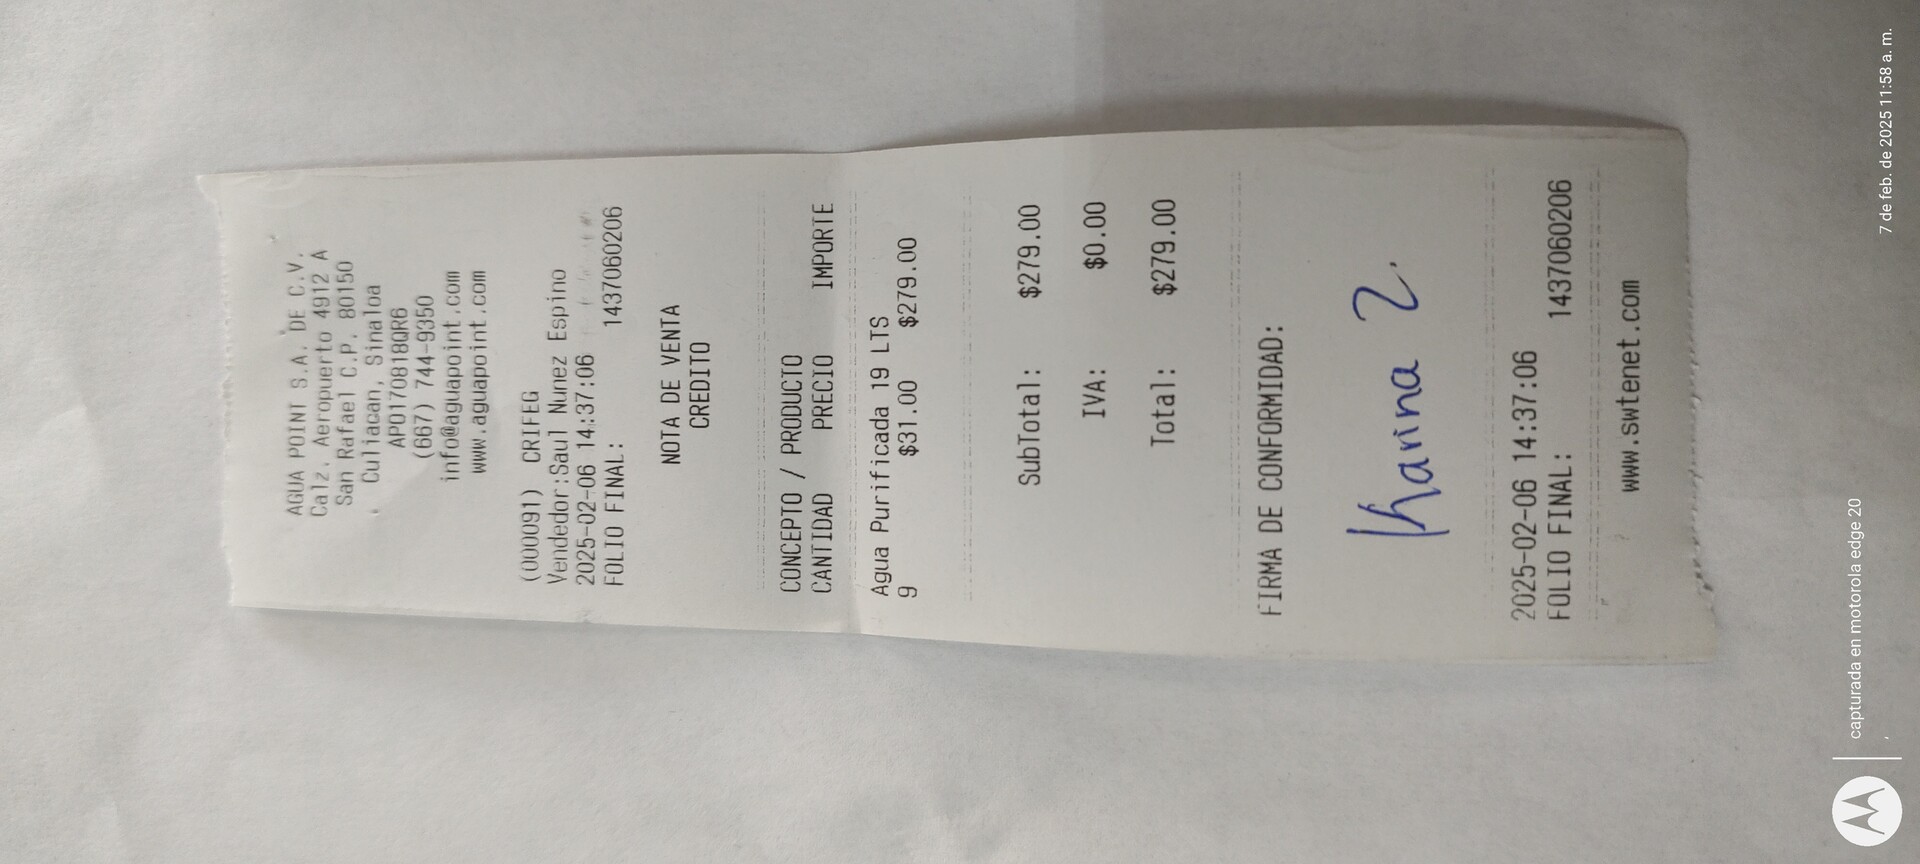 AGUA POINT S.A. DE C.V.
Calz. Aeropuerto 4912 A
San Rafael C.P. 80150
Culiacan, Sinaloa
APO170818QR6
(667) 744-9350
info@aguapoint.com
www.aguapoint.com
(000091) CRIFEG
Vendedor:Saul Nunez Espino
2025-02-06 14:37:06
FOLIO FINAL: 1437060206
NOTA DE VENTA
CREDITO
CONCEPTO / PRODUCTO
CANTIDAD PRECIO IMPORTE
Agua Purificada 19 LTS
9 $31.00 $279.00
SubTotal: $279.00
IVA: $0.00
Total: $279.00
FIRMA DE CONFORMIDAD:
Karina Z.
2025-02-06 14:37:06
FOLIO FINAL: 1437060206
www.swtenet.com
capturada en motorola edge 20
7 de feb. de 2025 11:58 a. m.